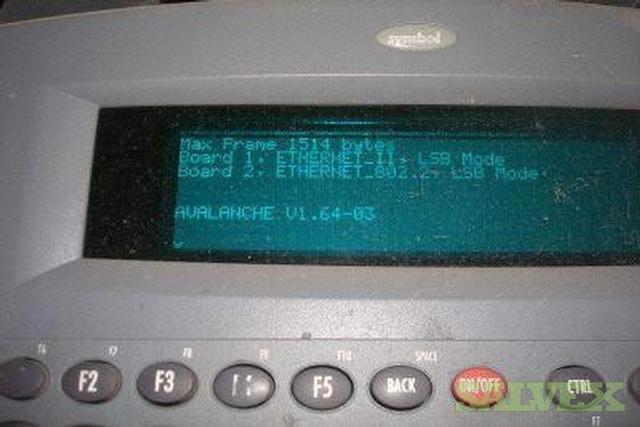 symbol
Max Frame 1514 bytes
Board 1, ETHERNET_II, LSB Mode
Board 2, ETHERNET_802.2, LSB Mode
AVALANCHE V1.64-03
F6 F7 F8 F9 F10 SPACE
F2 F3 F5 BACK ON/OFF CTRL
F?
SALVEX